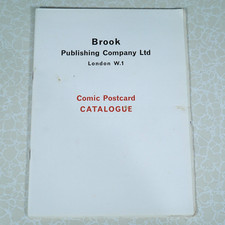 Brook
Publishing Company Ltd
London W.1
Comic Postcard
CATALOGUE